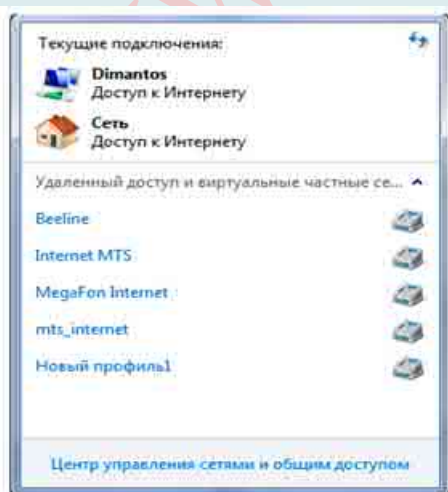 Текущие подключения:
Dimantos
Доступ к Интернету
Сеть
Доступ к Интернету
Удаленный доступ и виртуальные частные се...
Beeline
Internet MTS
MegaFon Internet
mts_internet
Новый профиль1
Центр управления сетями и общим доступом